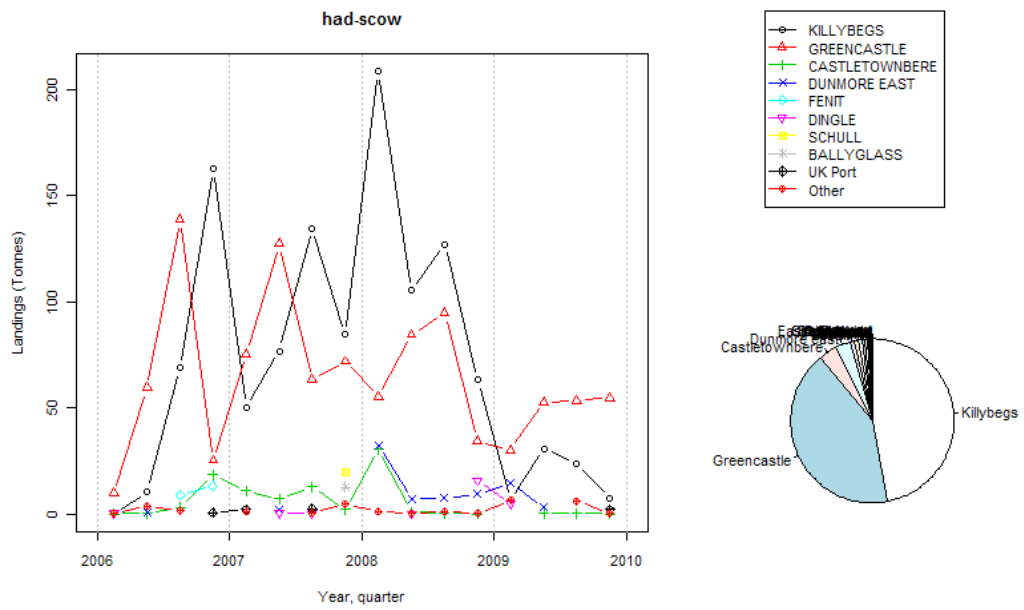 had-scow
KILLYBEGS
GREENCASTLE
CASTLETOWNBERE
DUNMORE EAST
FENIT
DINGLE
SCHULL
BALLYGLASS
UK Port
Other
Landings (Tonnes)
200
150
100
50
0
2006 2007 2008 2009 2010
Year, quarter
Dunmore east
Castletownbere
Killybegs
Greencastle